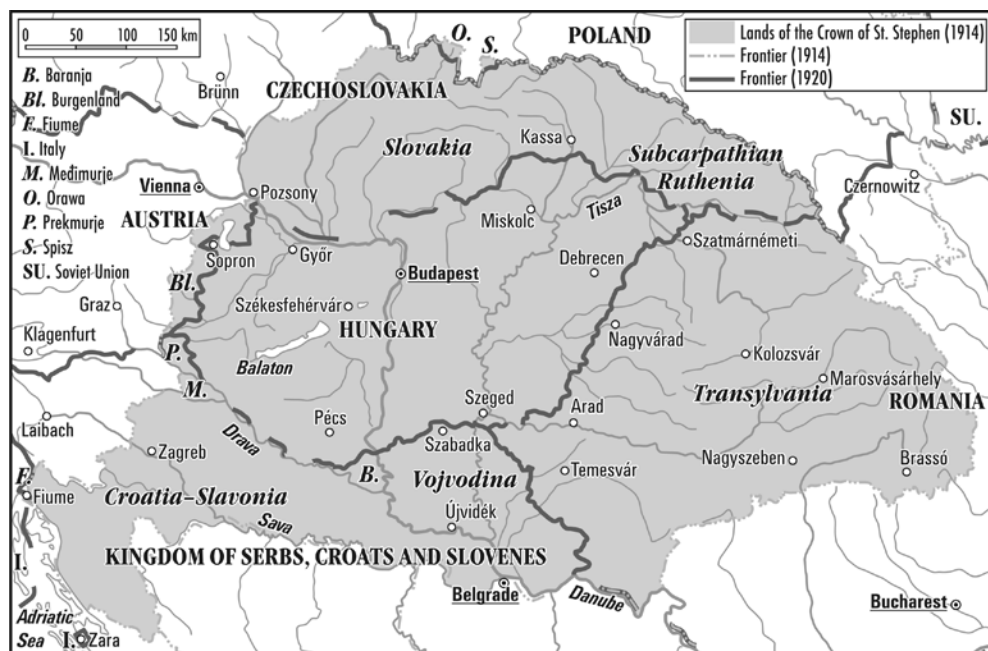 0 50 100 150 km
B. Baranja
Bl. Burgenland
F. Fiume
I. Italy
M. Međimurje
O. Orawa
P. Prekmurje
S. Spisz
SU. Soviet Union
Lands of the Crown of St. Stephen (1914)
Frontier (1914)
Frontier (1920)
O.
S.
POLAND
SU.
Brünn
CZECHOSLOVAKIA
Slovakia
Kassa
Subcarpathian
Ruthenia
Czernowitz
Vienna
Pozsony
AUSTRIA
Miskolc
Tisza
Szatmárnémeti
Sopron
Győr
Debrecen
Budapest
Bl.
Graz
Székesfehérvár
HUNGARY
Nagyvárad
Klagenfurt
P.
Balaton
Kolozsvár
M.
Marosvásárhely
Transylvania
ROMANIA
Laibach
Pécs
Szeged
Arad
Drava
Szabadka
Zagreb
B.
Vojvodina
Temesvár
Nagyszeben
Brassó
F.
Fiume
Croatia–Slavonia
Sava
Újvidék
KINGDOM OF SERBS, CROATS AND SLOVENES
I.
Belgrade
Danube
Bucharest
Adriatic
Sea
I.
Zara